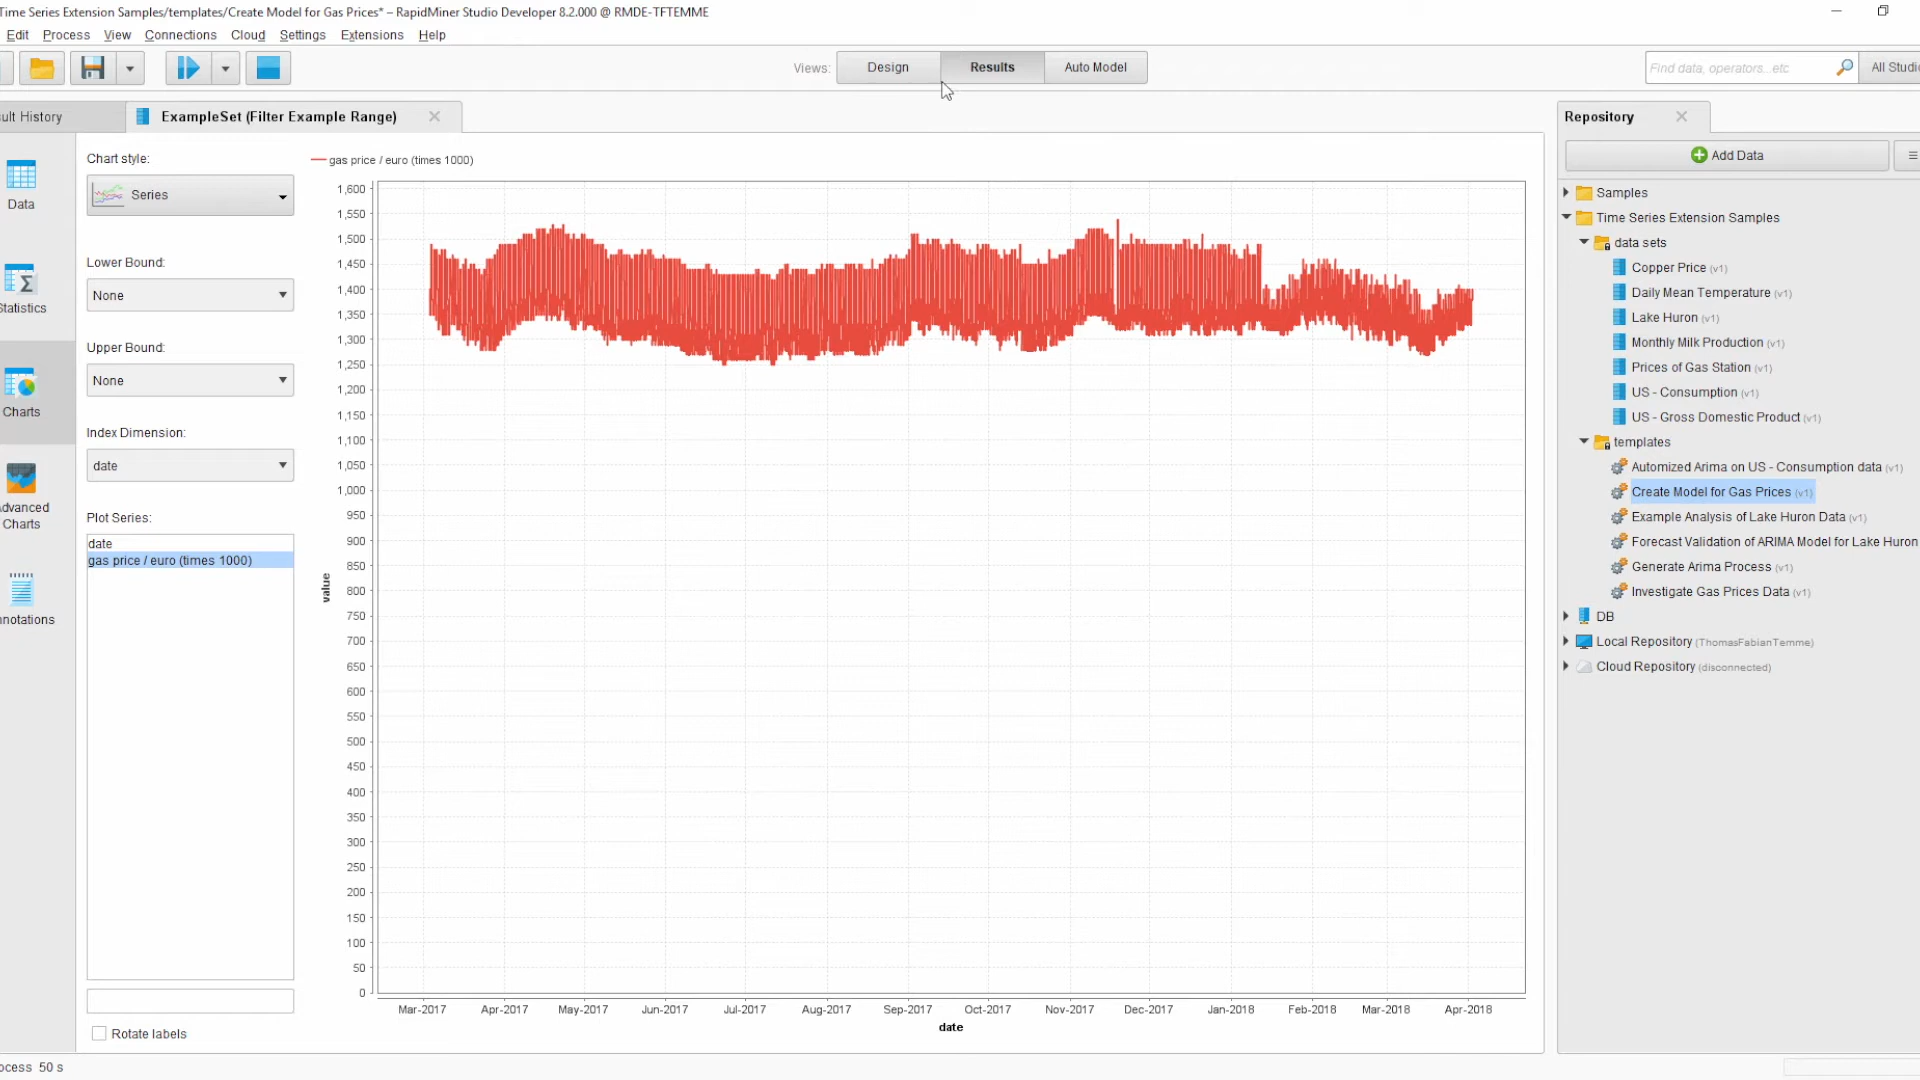 Time Series Extension Samples/templates/Create Model for Gas Prices* – RapidMiner Studio Developer 8.2.000 @ RMDE-TFTEMME
Edit Process View Connections Cloud Settings Extensions Help
Views: Design Results Auto Model
Find data, operators...etc
All Studi
ult History
ExampleSet (Filter Example Range)
Data
Statistics
Charts
dvanced
Charts
nnotations
Chart style:
Series
Lower Bound:
None
Upper Bound:
None
Index Dimension:
date
Plot Series:
date
gas price / euro (times 1000)
Rotate labels
gas price / euro (times 1000)
1,600
1,550
1,500
1,450
1,400
1,350
1,300
1,250
1,200
1,150
1,100
1,050
1,000
950
900
850
800
750
700
650
600
550
500
450
400
350
300
250
200
150
100
50
0
value
Mar-2017 Apr-2017 May-2017 Jun-2017 Jul-2017 Aug-2017 Sep-2017 Oct-2017 Nov-2017 Dec-2017 Jan-2018 Feb-2018 Mar-2018 Apr-2018
date
Repository
Add Data
Samples
Time Series Extension Samples
data sets
Copper Price (v1)
Daily Mean Temperature (v1)
Lake Huron (v1)
Monthly Milk Production (v1)
Prices of Gas Station (v1)
US - Consumption (v1)
US - Gross Domestic Product (v1)
templates
Automized Arima on US - Consumption data (v1)
Create Model for Gas Prices (v1)
Example Analysis of Lake Huron Data (v1)
Forecast Validation of ARIMA Model for Lake Huron
Generate Arima Process (v1)
Investigate Gas Prices Data (v1)
DB
Local Repository (ThomasFabianTemme)
Cloud Repository (disconnected)
ocess 50 s